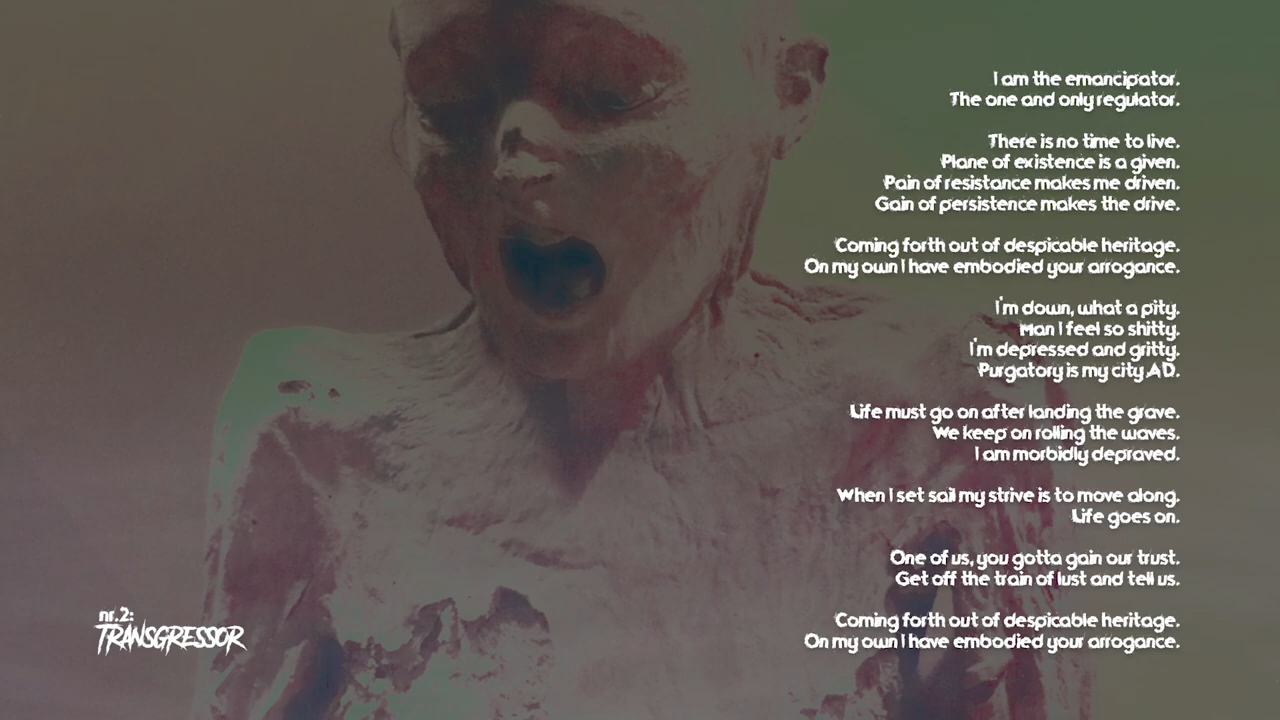 I am the emancipator.
The one and only regulator.
There is no time to live.
Plane of existence is a given.
Pain of resistance makes me driven.
Gain of persistence makes the drive.
Coming forth out of despicable heritage.
On my own I have embodied your arrogance.
I'm down, what a pity.
Man I feel so shitty.
I'm depressed and gritty.
Purgatory is my city AD.
Life must go on after landing the grave.
We keep on rolling the waves.
I am morbidly depraved.
When I set sail my strive is to move along.
Life goes on.
One of us, you gotta gain our trust.
Get off the train of lust and tell us.
Coming forth out of despicable heritage.
On my own I have embodied your arrogance.
nr.2:
TRANSGRESSOR